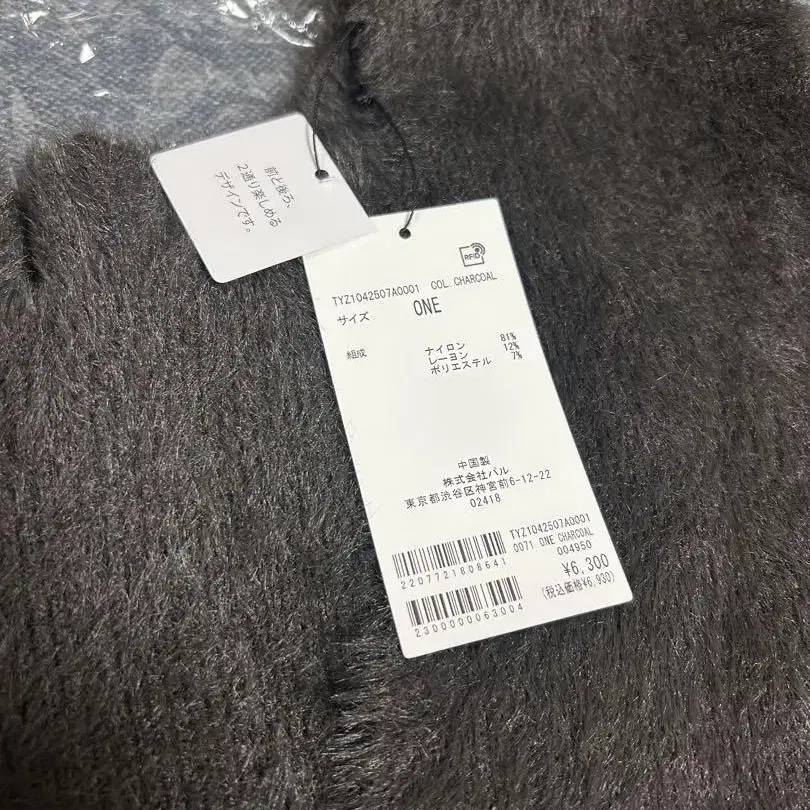 前と後ろ、
2通り楽しめる
デザインです。
RFID
TYZ1042507A0001 COL. CHARCOAL
サイズ ONE
組成 ナイロン 81%
レーヨン 12%
ポリエステル 7%
中国製
株式会社パル
東京都渋谷区神宮前6-12-22
02418
TYZ1042507A0001
0071 ONE CHARCOAL
004950
2207721808641
¥6,300
(税込価格¥6,930)
2300000063004